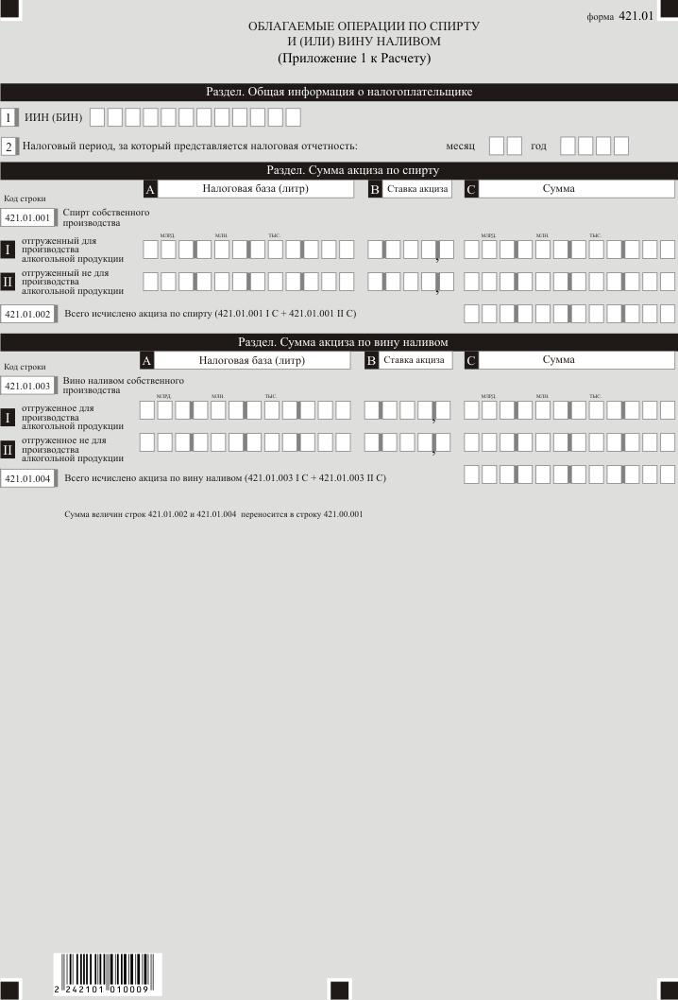 форма 421.01
ОБЛАГАЕМЫЕ ОПЕРАЦИИ ПО СПИРТУ
И (ИЛИ) ВИНУ НАЛИВОМ
(Приложение 1 к Расчету)
Раздел. Общая информация о налогоплательщике
1 ИИН (БИН)
2 Налоговый период, за который представляется налоговая отчетность: месяц год
Раздел. Сумма акциза по спирту
Код строки A Налоговая база (литр) B Ставка акциза C Сумма
421.01.001 Спирт собственного
производства
млрд. млн. тыс. млрд. млн. тыс.
I отгруженный для
производства
алкогольной продукции
,
II отгруженный не для
производства
алкогольной продукции
,
421.01.002 Всего исчислено акциза по спирту (421.01.001 I C + 421.01.001 II C)
Раздел. Сумма акциза по вину наливом
Код строки A Налоговая база (литр) B Ставка акциза C Сумма
421.01.003 Вино наливом собственного
производства
млрд. млн. тыс. млрд. млн. тыс.
I отгруженное для
производства
алкогольной продукции
,
II отгруженное не для
производства
алкогольной продукции
,
421.01.004 Всего исчислено акциза по вину наливом (421.01.003 I C + 421.01.003 II C)
Сумма величин строк 421.01.002 и 421.01.004 переносится в строку 421.00.001
2 242101 010009